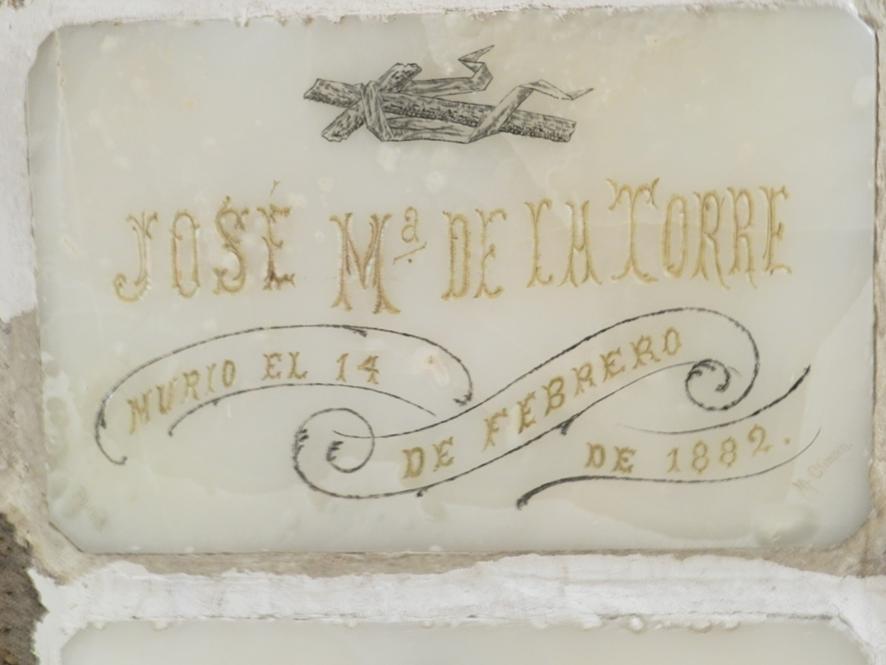 JOSÉ Mª DE LA TORRE
MURIO EL 14
DE FEBRERO
DE 1882.